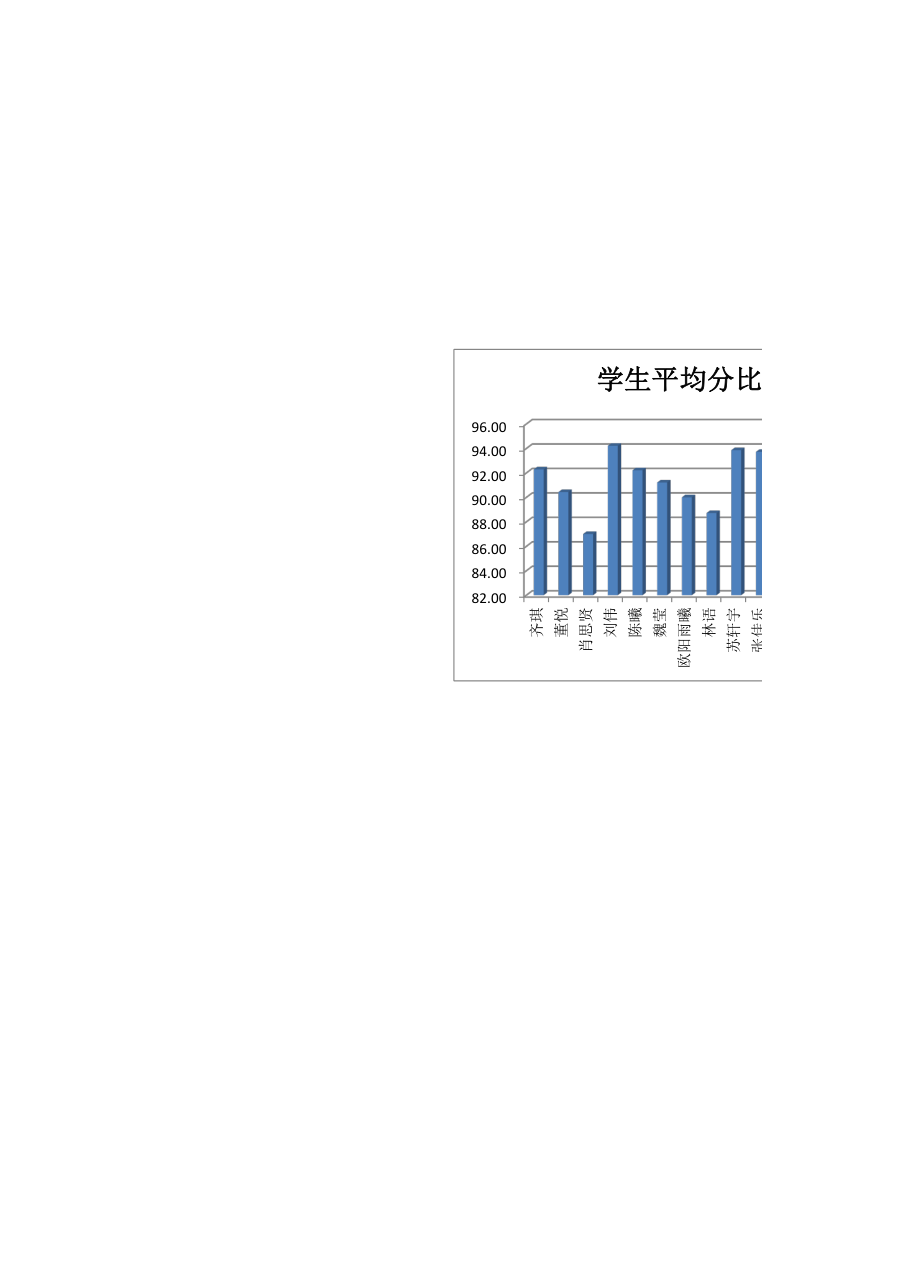 学生平均分比
96.00
94.00
92.00
90.00
88.00
86.00
84.00
82.00
齐琪
董悦
肖思贤
刘伟
陈曦
魏莹
欧阳雨曦
林语
苏轩宇
张佳乐